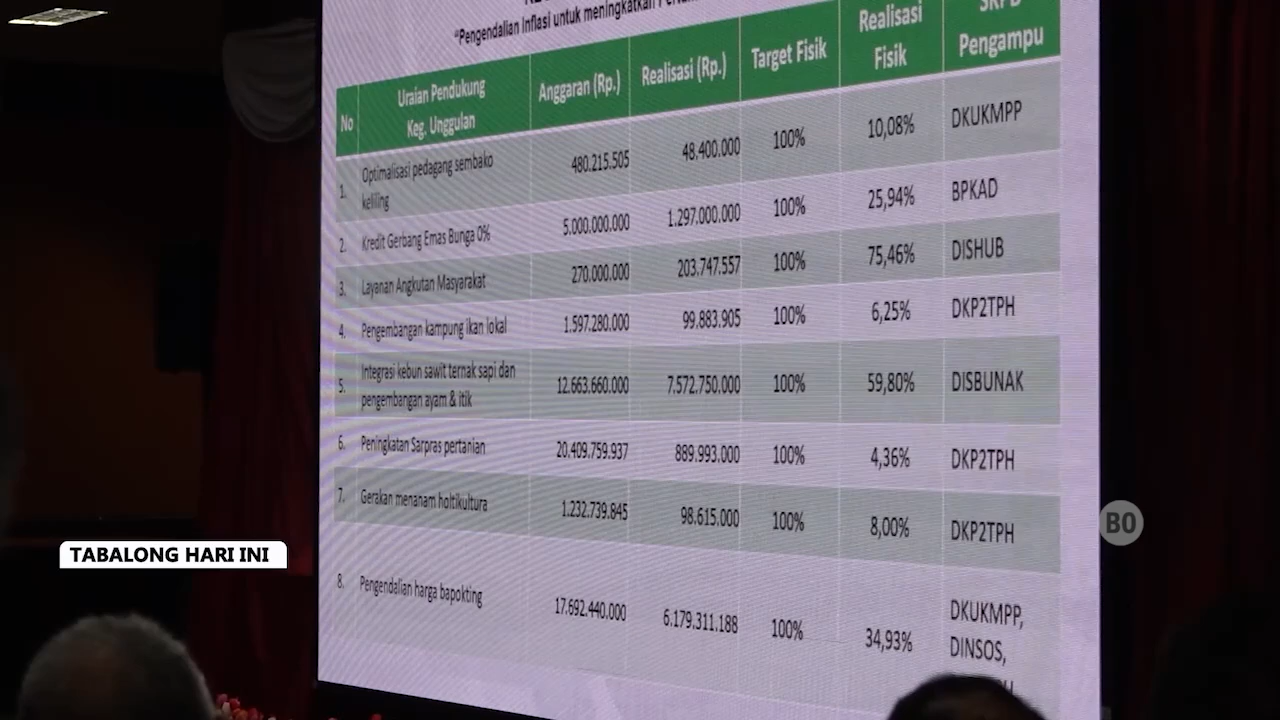 "Pengendalian Inflasi untuk meningkatkan
No Uraian Pendukung Keg. Unggulan Anggaran (Rp.) Realisasi (Rp.) Target Fisik Realisasi Fisik SKPD Pengampu
1. Optimalisasi pedagang sembako keliling 480.215.505 48.400.000 100% 10,08% DKUKMPP
2. Kredit Gerbang Emas Bunga 0% 5.000.000.000 1.297.000.000 100% 25,94% BPKAD
3. Layanan Angkutan Masyarakat 270.000.000 203.747.557 100% 75,46% DISHUB
4. Pengembangan kampung ikan lokal 1.597.280.000 99.883.905 100% 6,25% DKP2TPH
5. Integrasi kebun sawit ternak sapi dan pengembangan ayam & itik 12.663.660.000 7.572.750.000 100% 59,80% DISBUNAK
6. Peningkatan Sarpras pertanian 20.409.759.937 889.993.000 100% 4,36% DKP2TPH
7. Gerakan menanam holtikultura 1.232.739.845 98.615.000 100% 8,00% DKP2TPH
8. Pengendalian harga bapokting 17.692.440.000 6.179.311.188 100% 34,93% DKUKMPP, DINSOS,
TABALONG HARI INI
BO